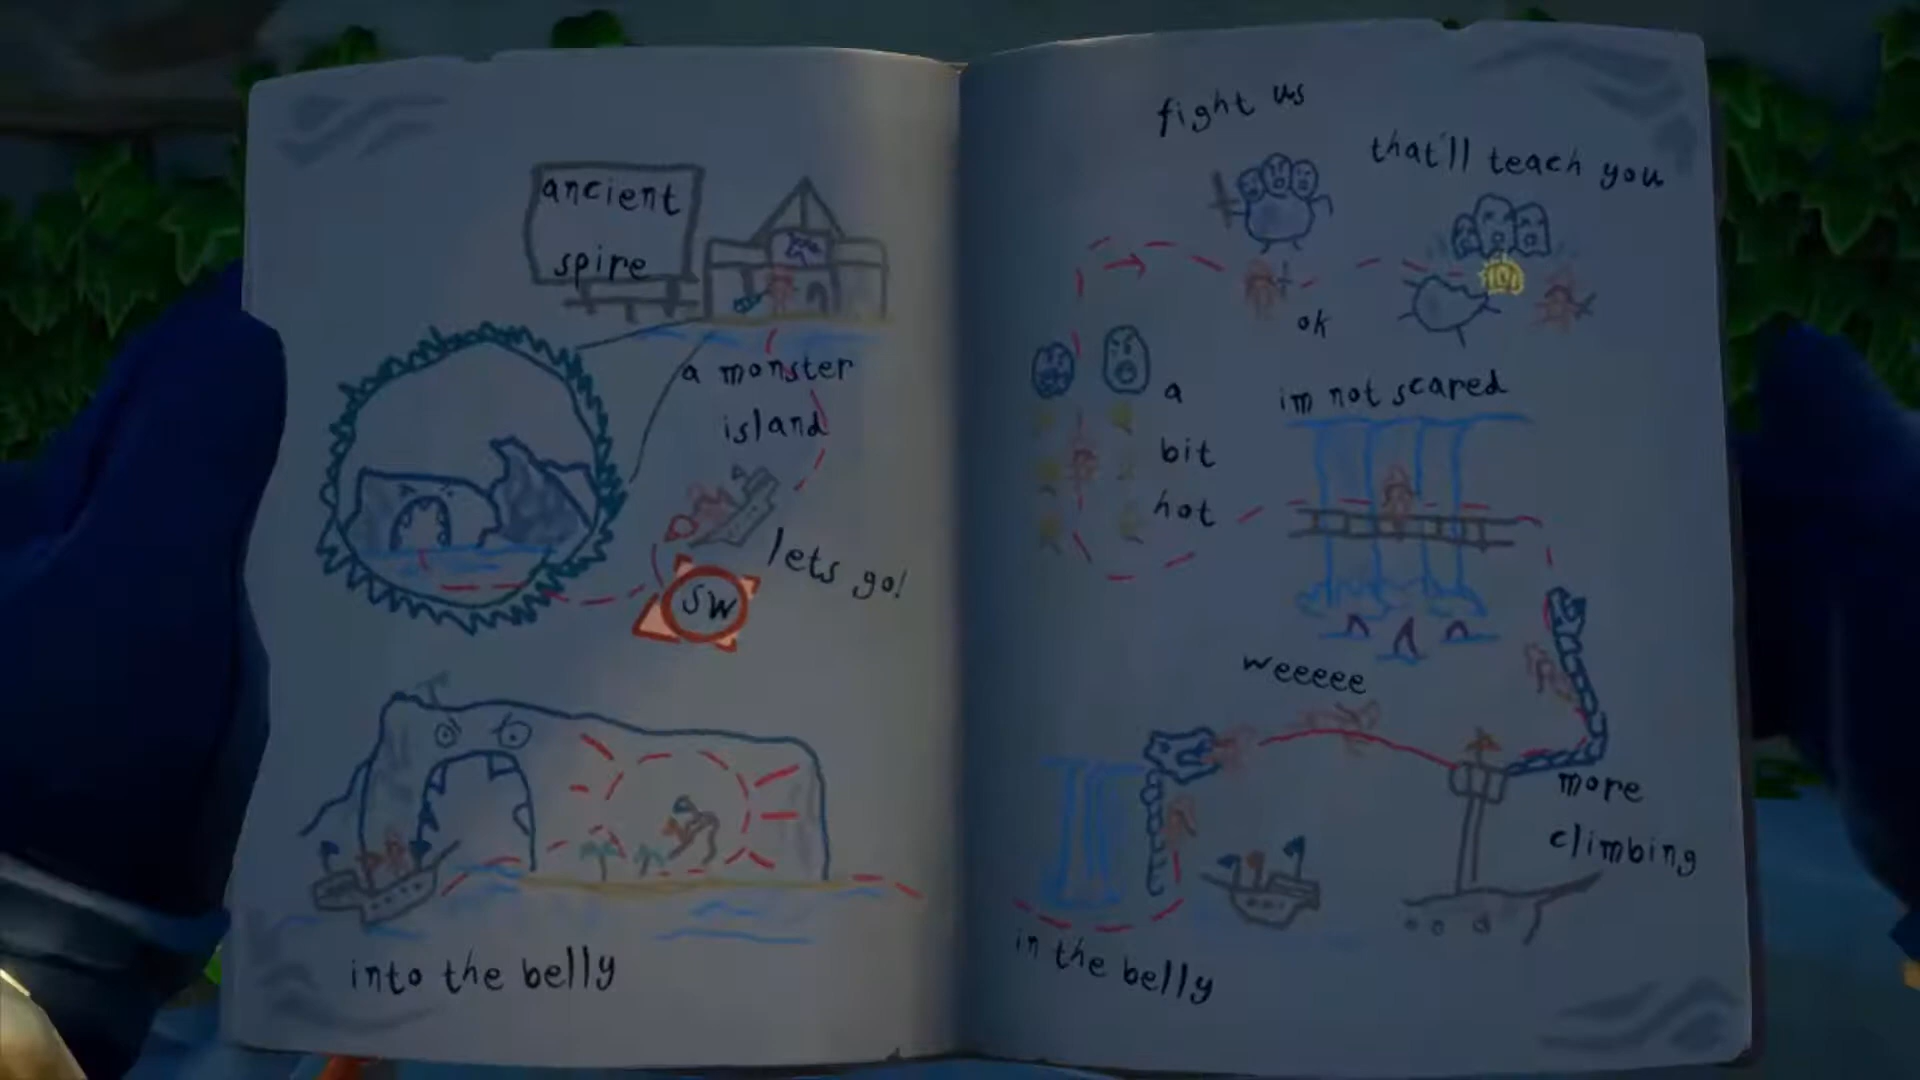 ancient
spire
a monster
island
lets go!
SW
into the belly
fight us
that'll teach you
ok
a
bit
hot
im not scared
weeeee
more
climbing
in the belly